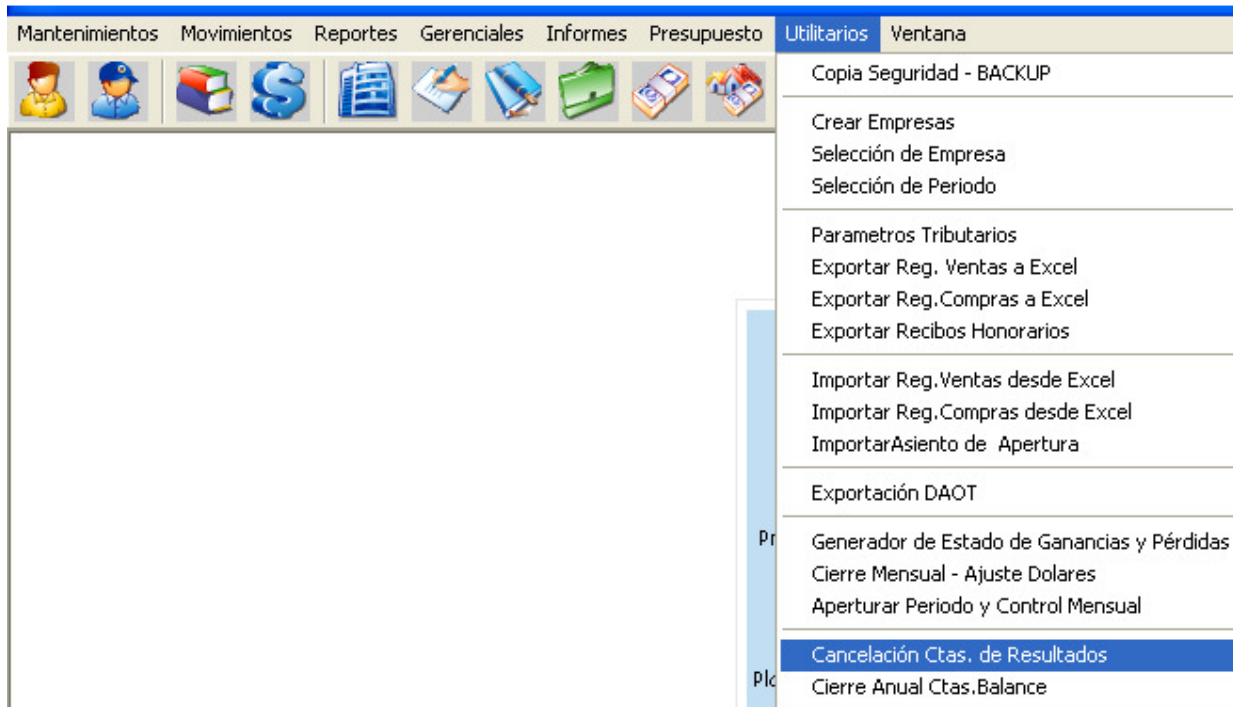 Mantenimientos Movimientos Reportes Gerenciales Informes Presupuesto Utilitarios Ventana
Copia Seguridad - BACKUP
Crear Empresas
Selección de Empresa
Selección de Periodo
Parametros Tributarios
Exportar Reg. Ventas a Excel
Exportar Reg.Compras a Excel
Exportar Recibos Honorarios
Importar Reg.Ventas desde Excel
Importar Reg.Compras desde Excel
ImportarAsiento de Apertura
Exportación DAOT
Generador de Estado de Ganancias y Pérdidas
Cierre Mensual - Ajuste Dolares
Aperturar Periodo y Control Mensual
Cancelación Ctas. de Resultados
Cierre Anual Ctas.Balance